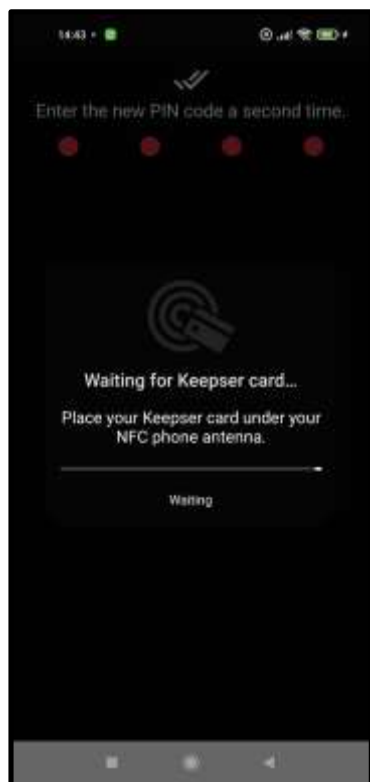 14:43
Enter the new PIN code a second time.
Waiting for Keepser card...
Place your Keepser card under your
NFC phone antenna.
Waiting